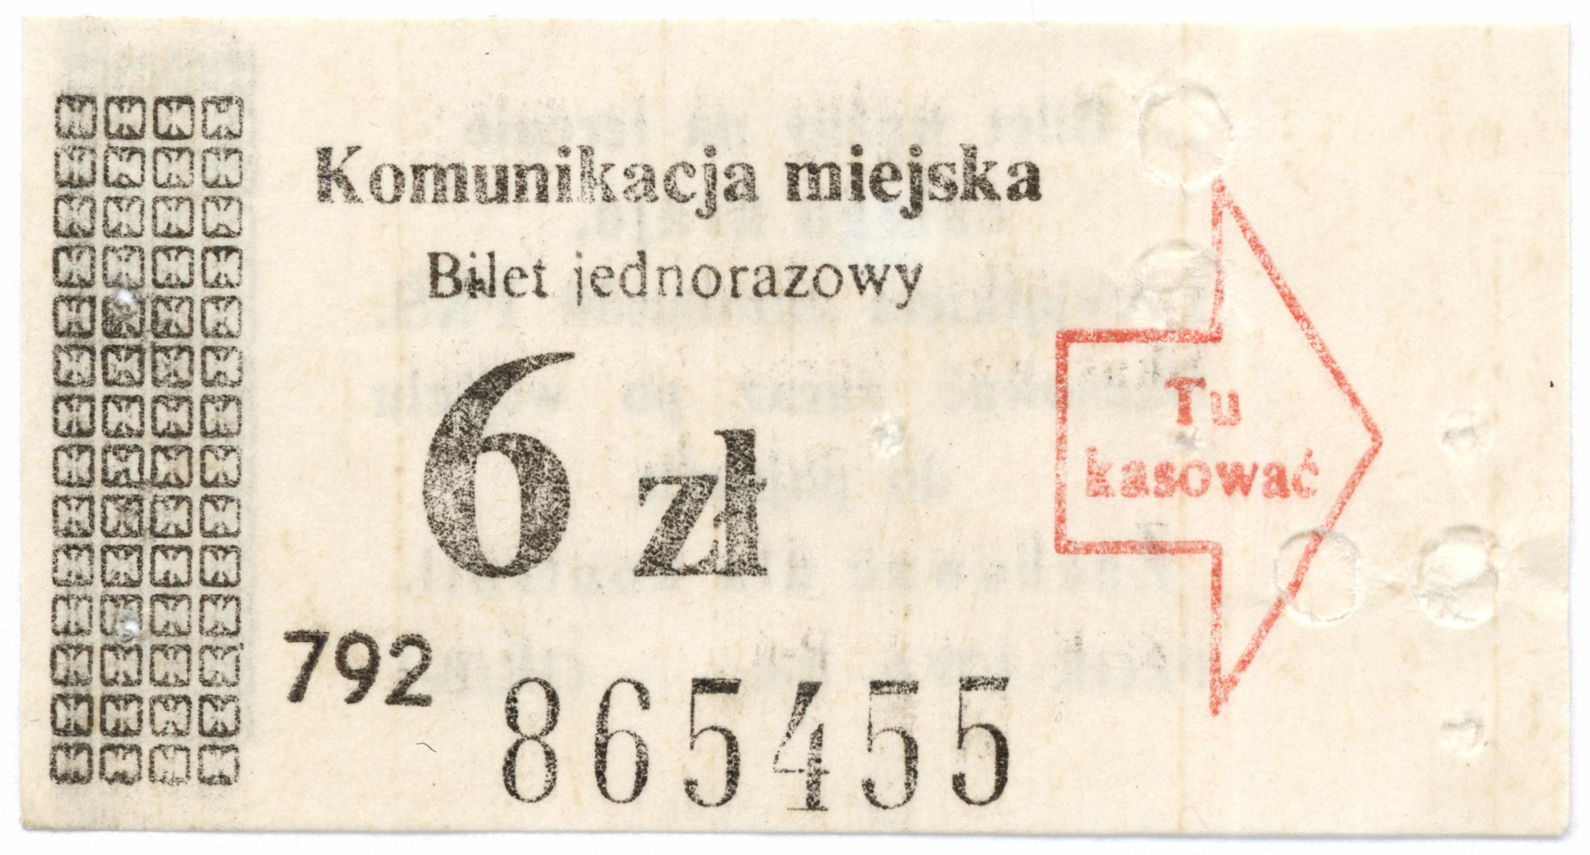 Komunikacja miejska
Bilet jednorazowy
6 zł
Tu
kasować
792
865455